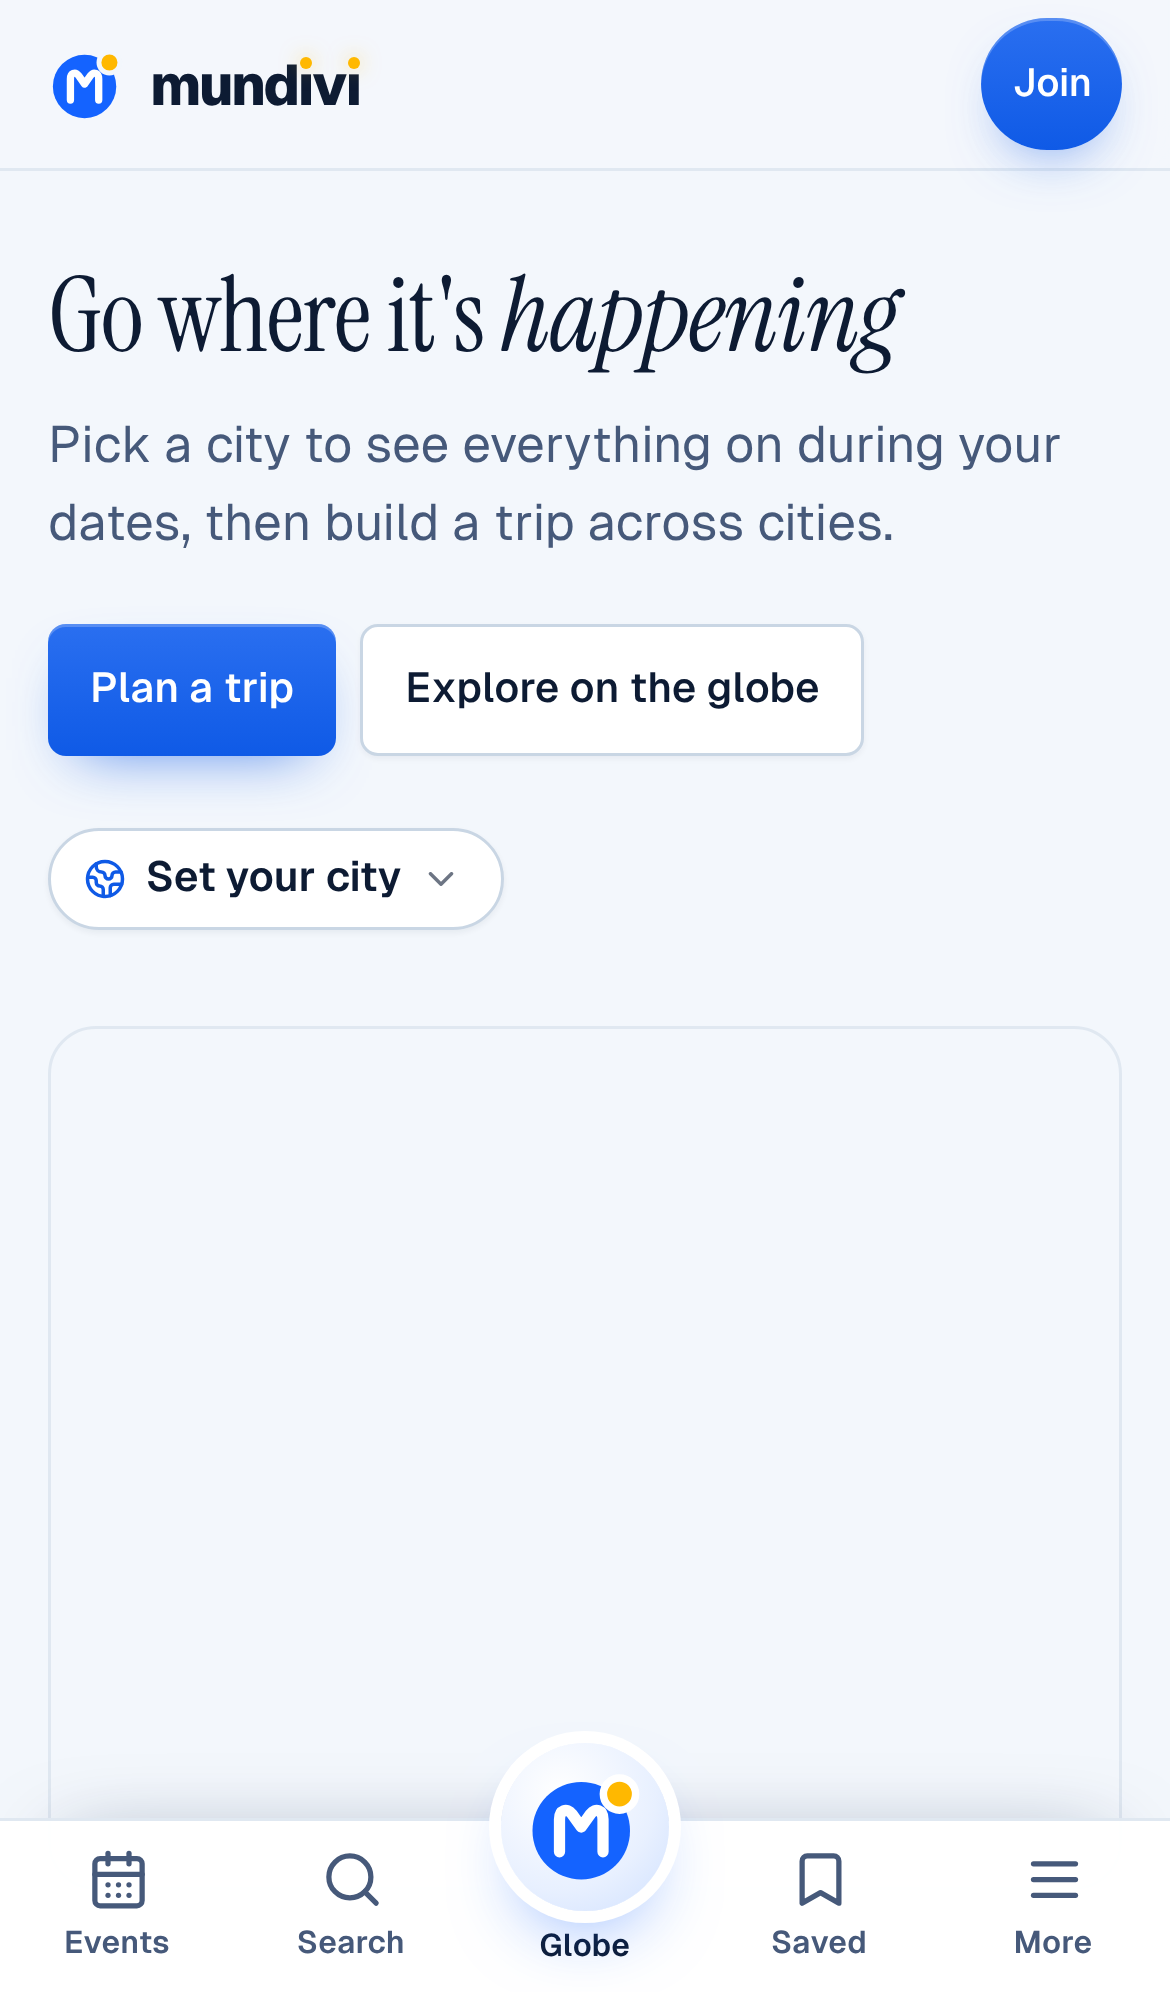 mundivi
Join
Go where it's happening
Pick a city to see everything on during your
dates, then build a trip across cities.
Plan a trip
Explore on the globe
Set your city
Events
Search
Globe
Saved
More